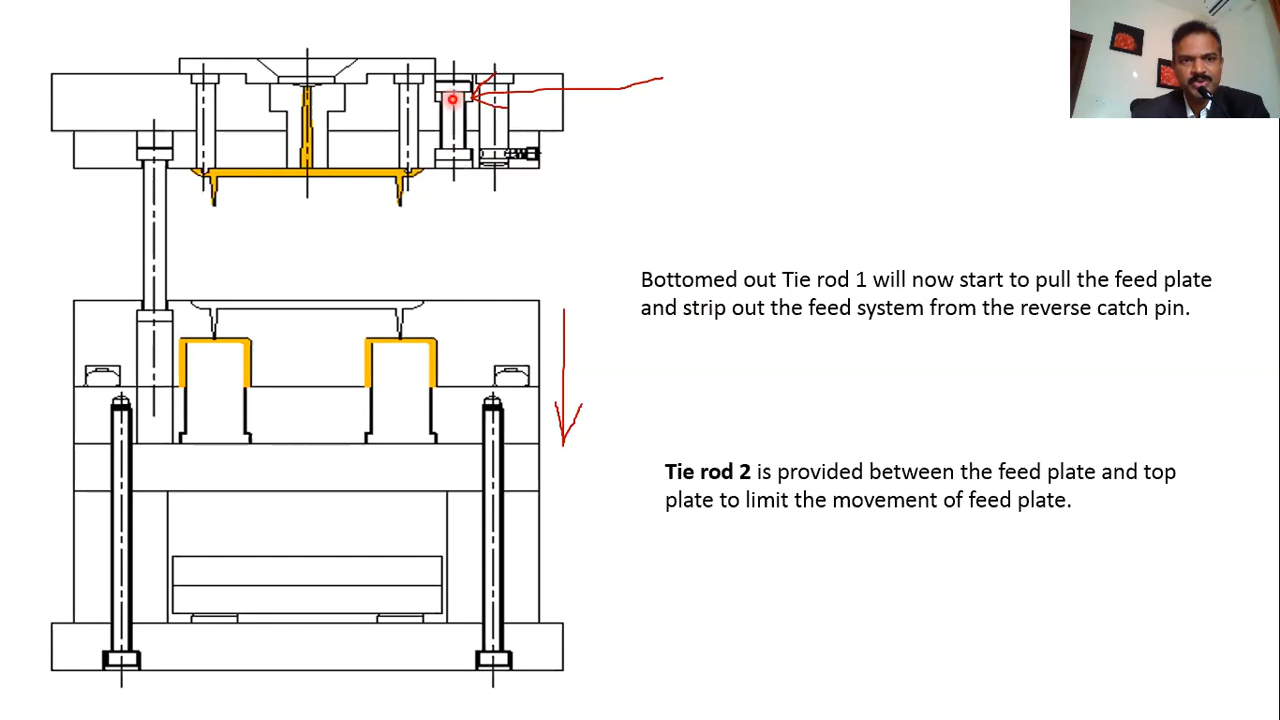 Bottomed out Tie rod 1 will now start to pull the feed plate
and strip out the feed system from the reverse catch pin.
Tie rod 2 is provided between the feed plate and top
plate to limit the movement of feed plate.